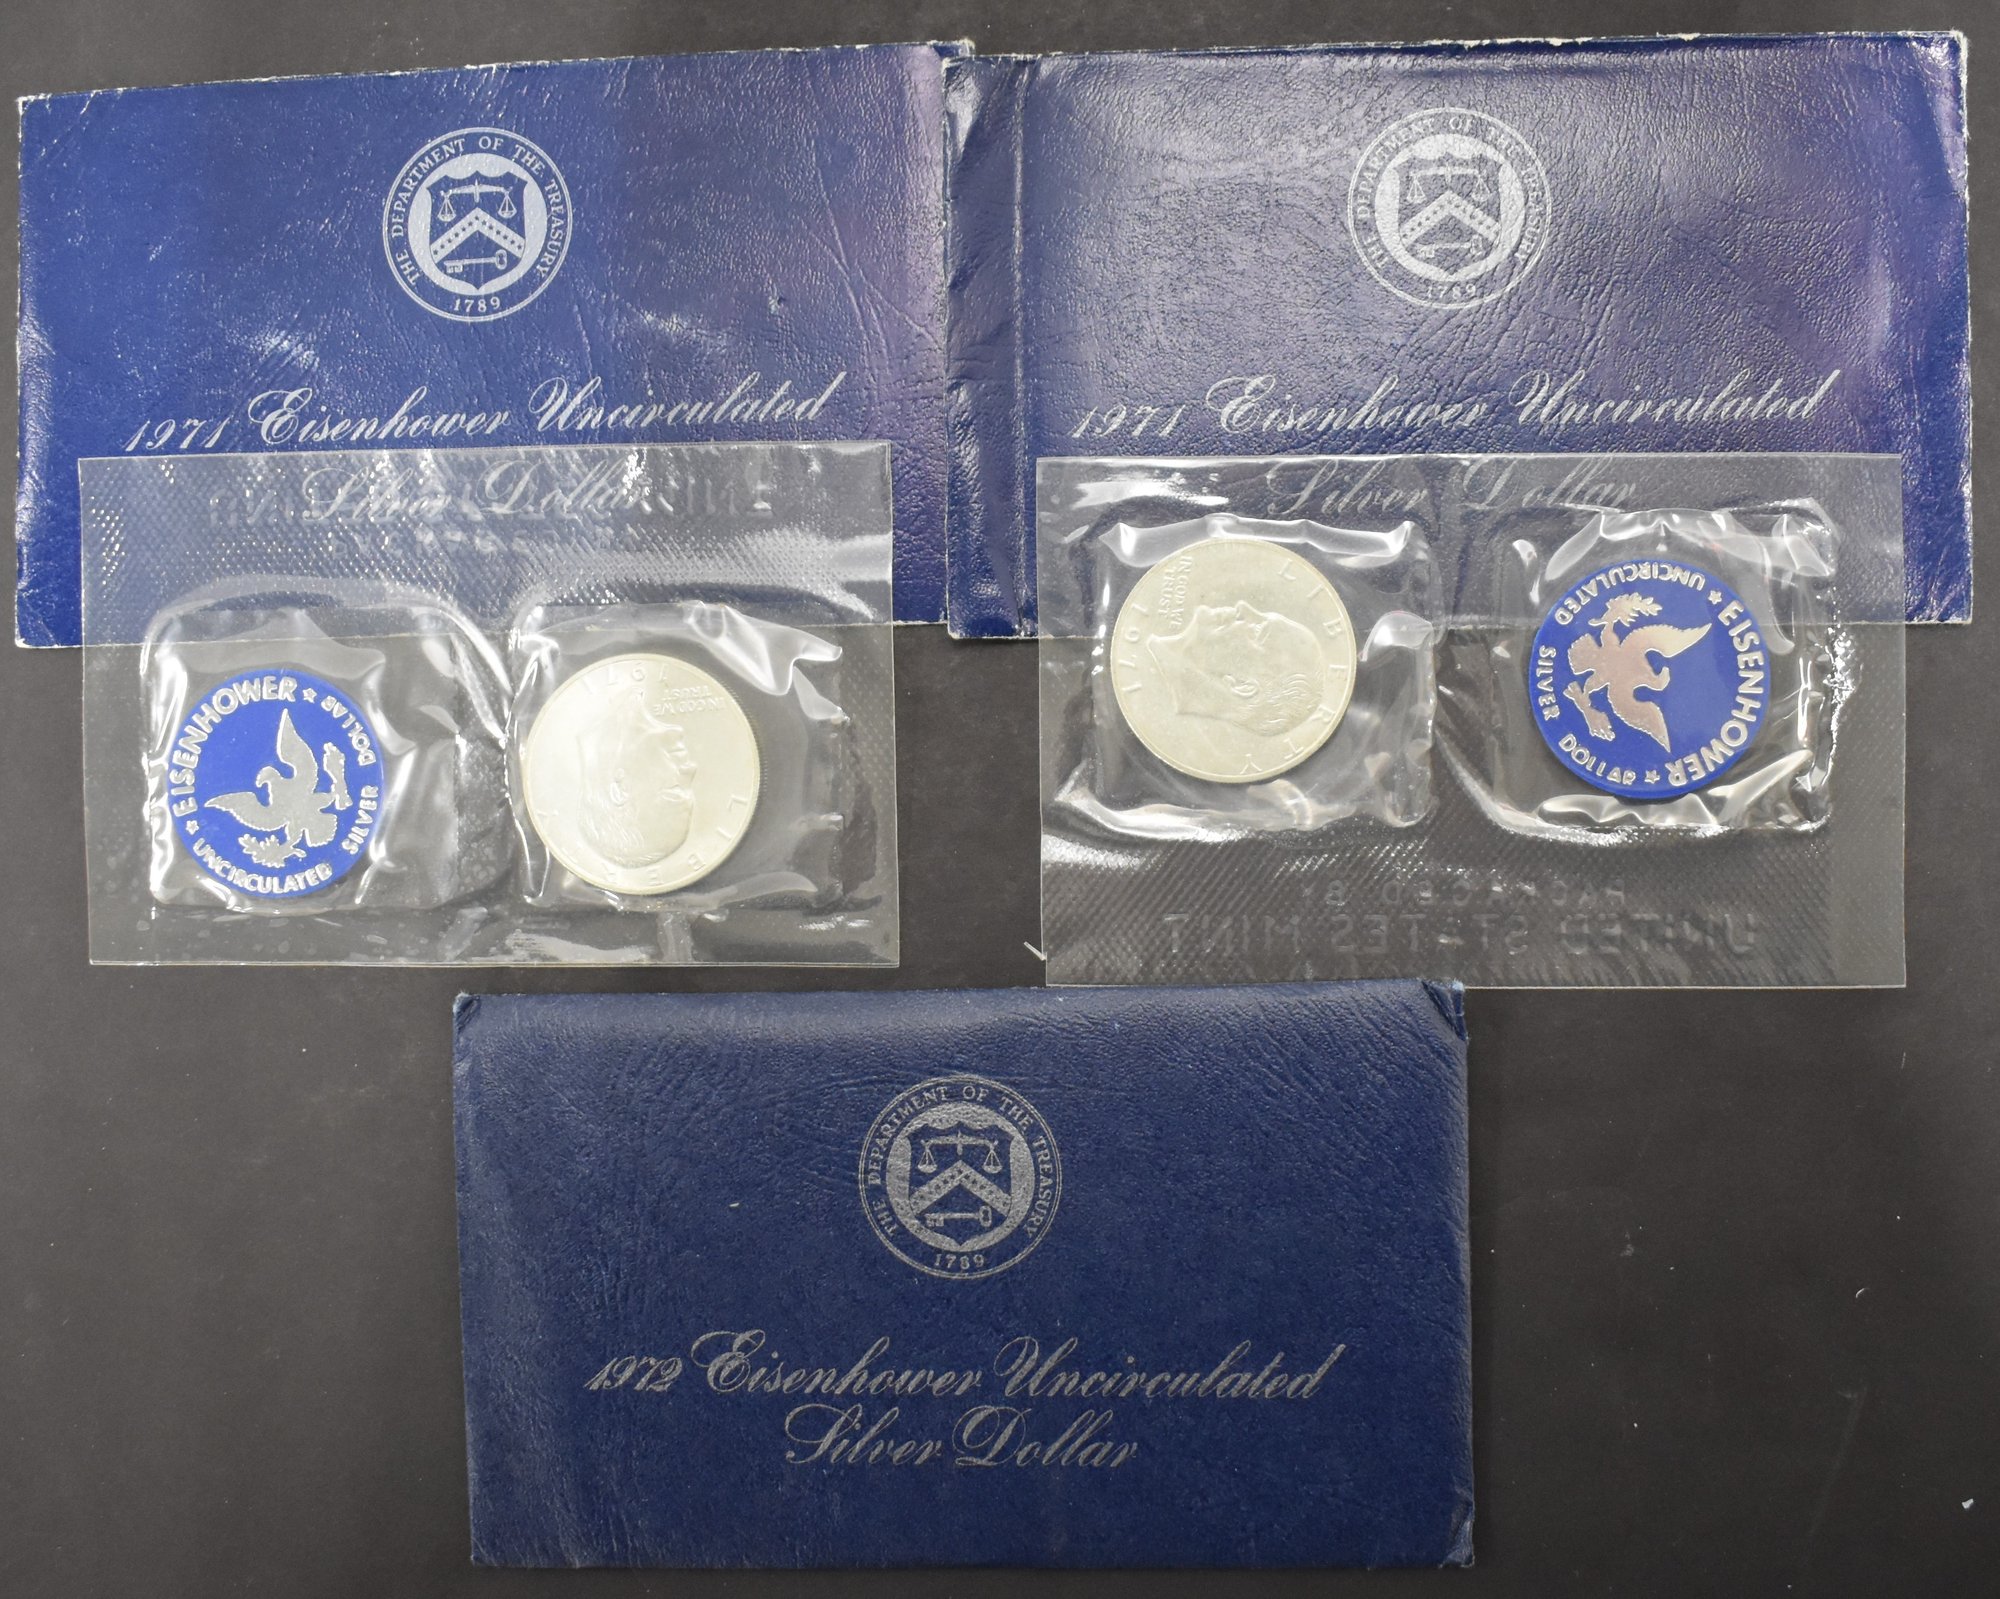 THE DEPARTMENT OF THE TREASURY
1789
1971 Eisenhower Uncirculated
Silver Dollar
EISENHOWER
UNCIRCULATED SILVER DOLLAR
LIBERTY
IN GOD WE
TRUST
1971
THE DEPARTMENT OF THE TREASURY
1789
1971 Eisenhower Uncirculated
Silver Dollar
LIBERTY
IN GOD WE
TRUST
1971
EISENHOWER
UNCIRCULATED SILVER DOLLAR
PACKAGED BY
UNITED STATES MINT
THE DEPARTMENT OF THE TREASURY
1789
1972 Eisenhower Uncirculated
Silver Dollar